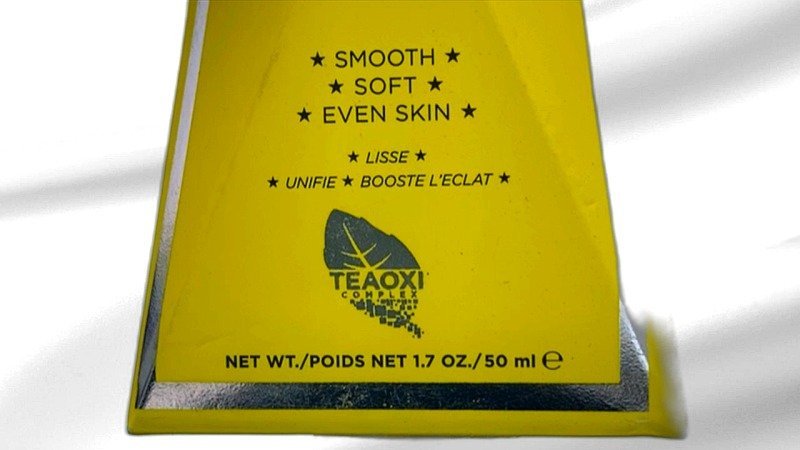 ★ SMOOTH ★
★ SOFT ★
★ EVEN SKIN ★
★ LISSE ★
★ UNIFIE ★ BOOSTE L'ECLAT ★
TEAOXI
COMPLEX
NET WT./POIDS NET 1.7 OZ./50 ml ℮